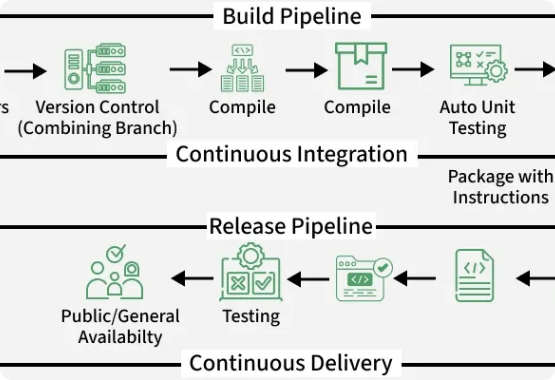 Build Pipeline
rs
Version Control
(Combining Branch)
Compile
Compile
Auto Unit
Testing
Continuous Integration
Package with
Instructions
Release Pipeline
Public/General
Availabilty
Testing
Continuous Delivery